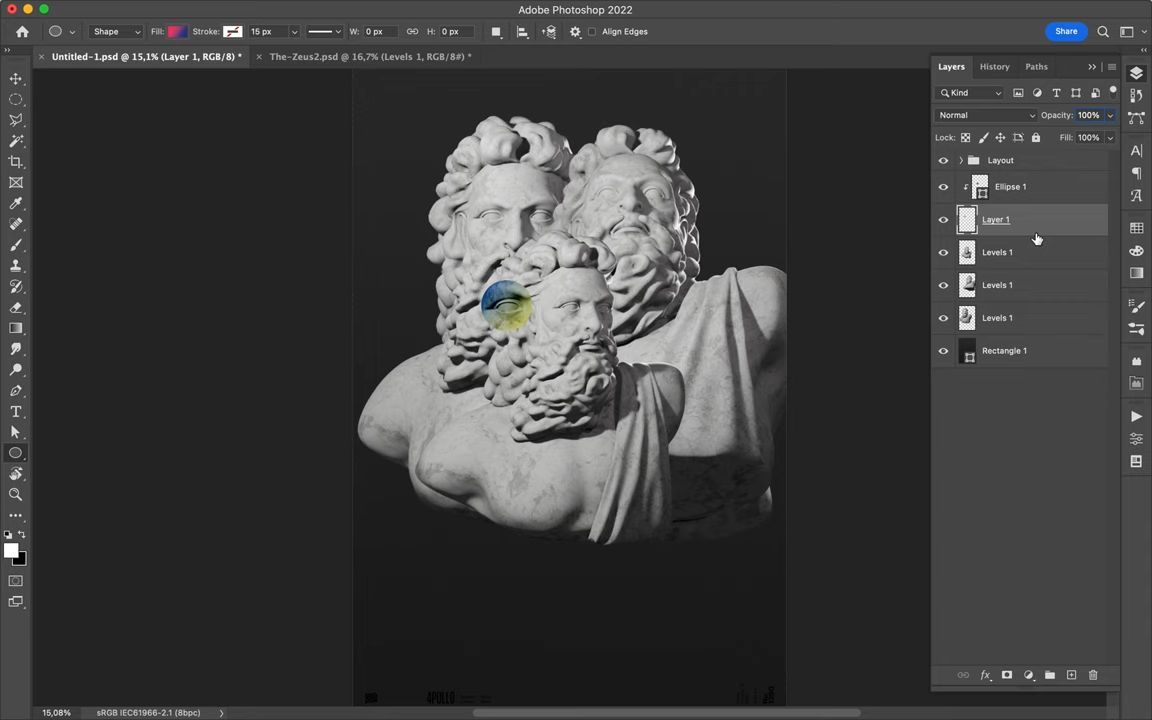 Adobe Photoshop 2022
Shape
Fill:
Stroke:
15 px
W: 0 px
H: 0 px
Align Edges
Share
Untitled-1.psd @ 15,1% (Layer 1, RGB/8) *
The-Zeus2.psd @ 16,7% (Levels 1, RGB/8#) *
Layers
History
Paths
Kind
Normal
Opacity: 100%
Lock:
Fill: 100%
Layout
Ellipse 1
Layer 1
Levels 1
Levels 1
Levels 1
Rectangle 1
4POLLO
15,08%
sRGB IEC61966-2.1 (8bpc)